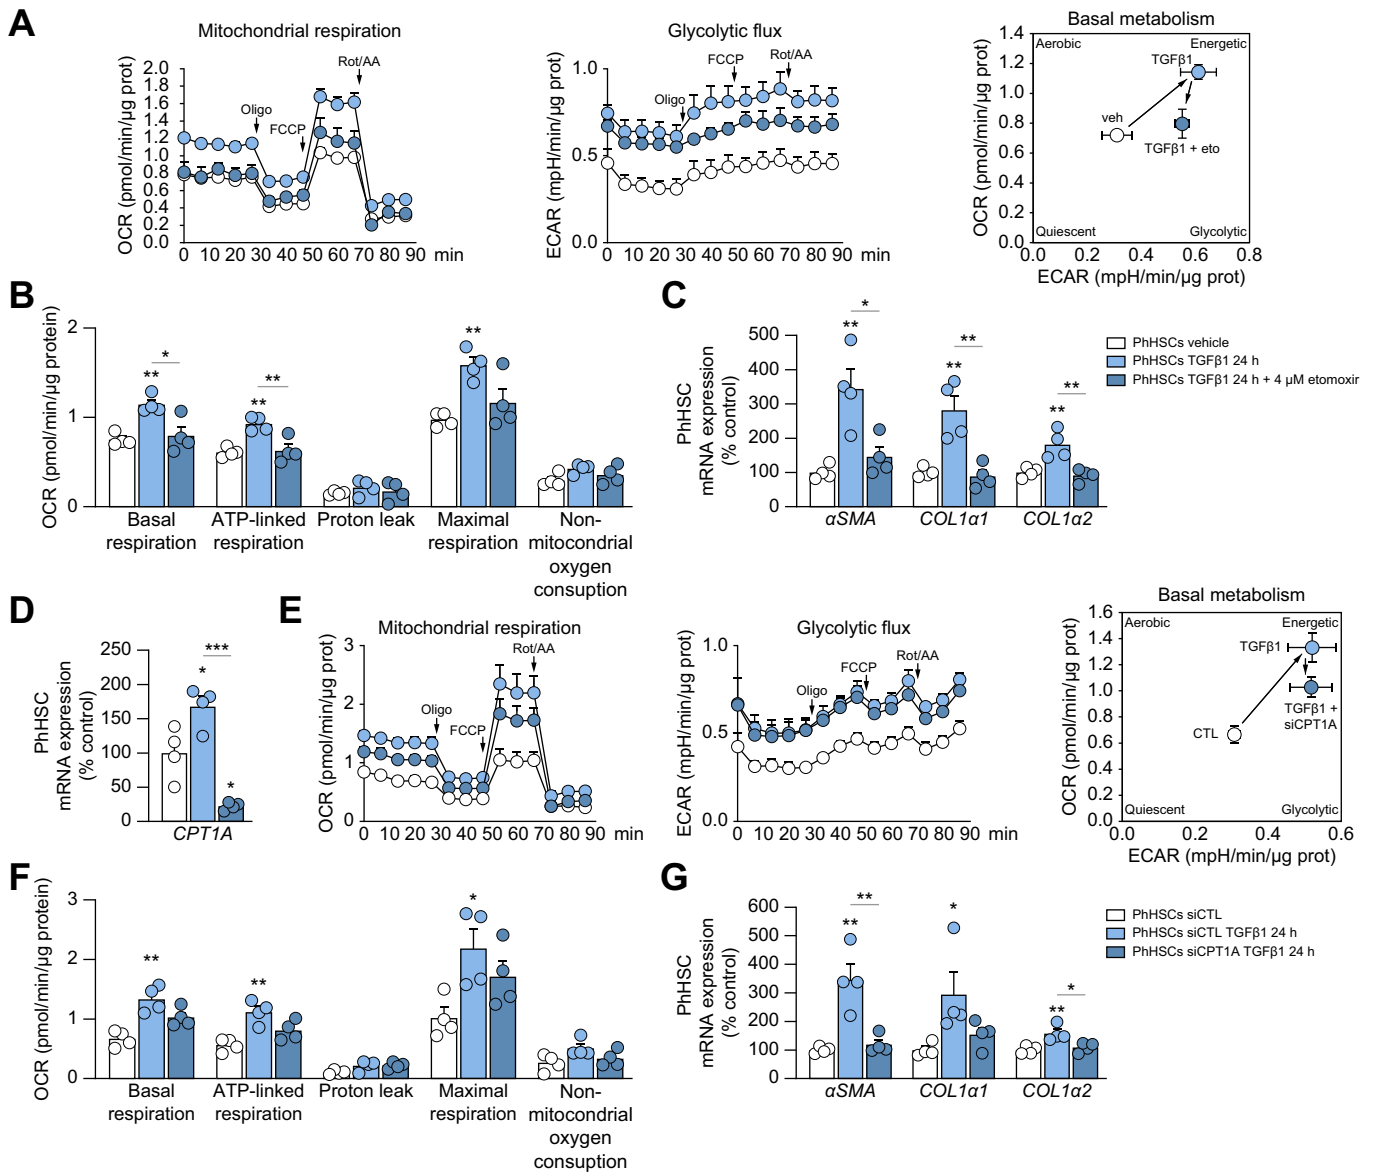 A
Mitochondrial respiration
OCR (pmol/min/µg prot)
2.0
1.8
1.6
1.4
1.2
1.0
0.8
0.6
0.4
0.2
0.0
Oligo
FCCP
Rot/AA
0 10 20 30 40 50 60 70 80 90 min
Glycolytic flux
ECAR (mpH/min/µg prot)
1.0
0.5
0.0
Oligo
FCCP
Rot/AA
0 10 20 30 40 50 60 70 80 90 min
Basal metabolism
OCR (pmol/min/µg prot)
1.4
1.2
1.0
0.8
0.6
0.4
0.2
0.0
Aerobic
Energetic
TGFβ1
veh
TGFβ1 + eto
Quiescent
Glycolytic
0.0 0.2 0.4 0.6 0.8
ECAR (mpH/min/µg prot)
B
OCR (pmol/min/µg protein)
2
1
0
**
*
**
**
**
Basal
respiration
ATP-linked
respiration
Proton leak
Maximal
respiration
Non-
mitocondrial
oxygen
consuption
C
PhHSC
mRNA expression
(% control)
500
400
300
200
100
0
**
*
**
**
**
**
αSMA
COL1α1
COL1α2
PhHSCs vehicle
PhHSCs TGFβ1 24 h
PhHSCs TGFβ1 24 h + 4 µM etomoxir
D
PhHSC
mRNA expression
(% control)
250
200
150
100
50
0
*
***
*
CPT1A
E
Mitochondrial respiration
OCR (pmol/min/µg prot)
3
2
1
0
Oligo
FCCP
Rot/AA
0 10 20 30 40 50 60 70 80 90 min
Glycolytic flux
ECAR (mpH/min/µg prot)
1.0
0.5
0.0
Oligo
FCCP
Rot/AA
0 10 20 30 40 50 60 70 80 90 min
Basal metabolism
OCR (pmol/min/µg prot)
1.6
1.4
1.2
1.0
0.8
0.6
0.4
0.2
0.0
Aerobic
Energetic
TGFβ1
TGFβ1 +
siCPT1A
CTL
Quiescent
Glycolytic
0.0 0.2 0.4 0.6
ECAR (mpH/min/µg prot)
F
OCR (pmol/min/µg protein)
3
2
1
0
**
**
*
Basal
respiration
ATP-linked
respiration
Proton leak
Maximal
respiration
Non-
mitocondrial
oxygen
consuption
G
PhHSC
mRNA expression
(% control)
600
500
400
300
200
100
0
**
**
*
**
*
αSMA
COL1α1
COL1α2
PhHSCs siCTL
PhHSCs siCTL TGFβ1 24 h
PhHSCs siCPT1A TGFβ1 24 h